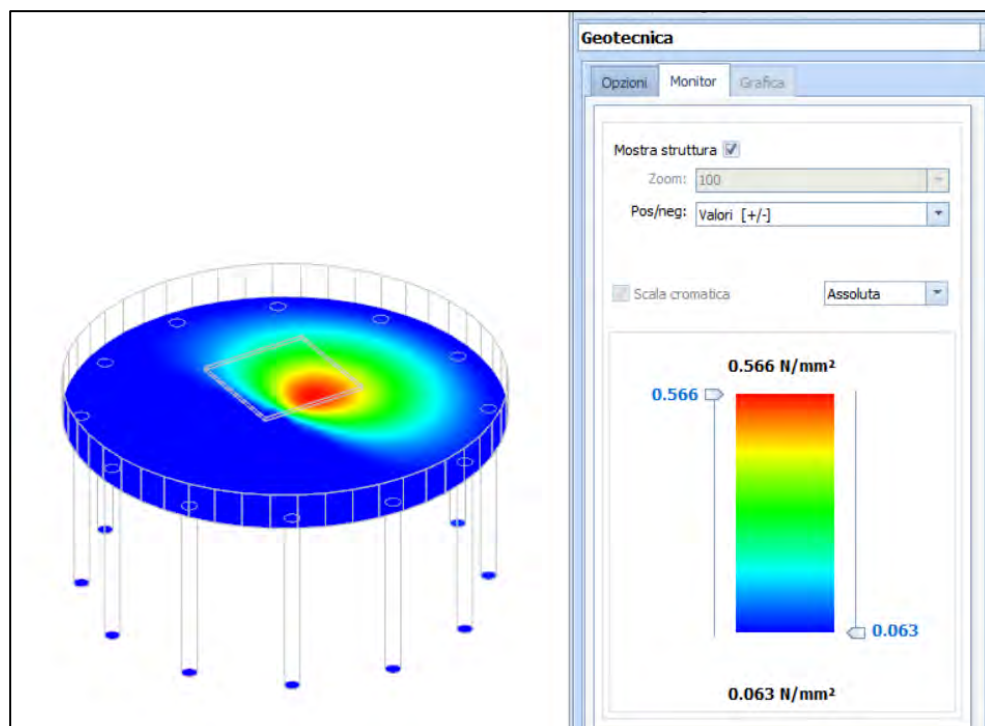 Geotecnica
Opzioni Monitor Grafica
Mostra struttura
Zoom: 100
Pos/neg: Valori [+/-]
Scala cromatica Assoluta
0.566 N/mm²
0.566
0.063
0.063 N/mm²